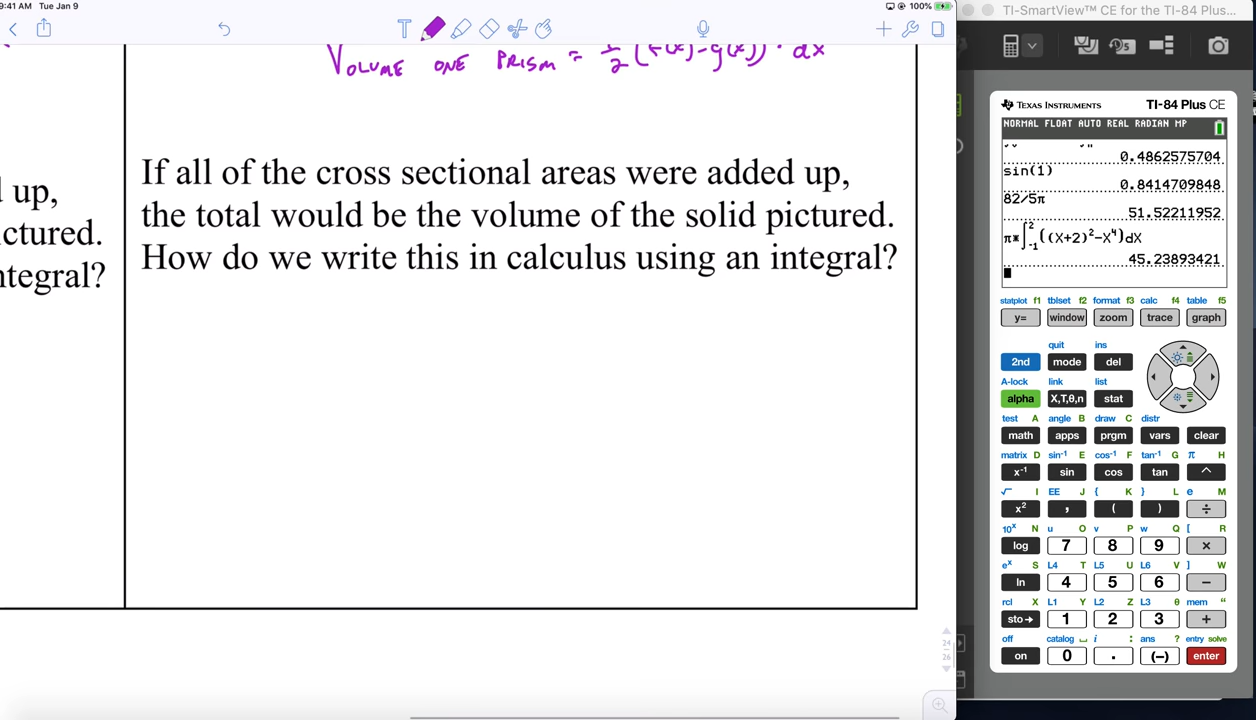 9:41 AM Tue Jan 9
100%
TI-SmartView™ CE for the TI-84 Plus...
VOLUME ONE PRISM = 1/2 (f(x)-g(x))· dx
up,
ctured.
ntegral?
If all of the cross sectional areas were added up,
the total would be the volume of the solid pictured.
How do we write this in calculus using an integral?
24
26
TEXAS INSTRUMENTS TI-84 Plus CE
NORMAL FLOAT AUTO REAL RADIAN MP
0.4862575704
sin(1)
0.8414709848
82/5π
51.52211952
π*∫₋₁²((X+2)²-X⁴)dX
45.23893421
statplot f1 tblset f2 format f3 calc f4 table f5
y= window zoom trace graph
quit ins
2nd mode del
A-lock link list
alpha X,T,θ,n stat
test A angle B draw C distr
math apps prgm vars clear
matrix D sin⁻¹ E cos⁻¹ F tan⁻¹ G π H
x⁻¹ sin cos tan ^
√ I EE J { K } L e M
x² , ( ) ÷
10ˣ N u O v P w Q [ R
log 7 8 9 ×
eˣ S L4 T L5 U L6 V ] W
ln 4 5 6 −
rcl X L1 Y L2 Z L3 θ mem "
sto→ 1 2 3 +
off catalog ⎵ i : ans ? entry solve
on 0 . (−) enter